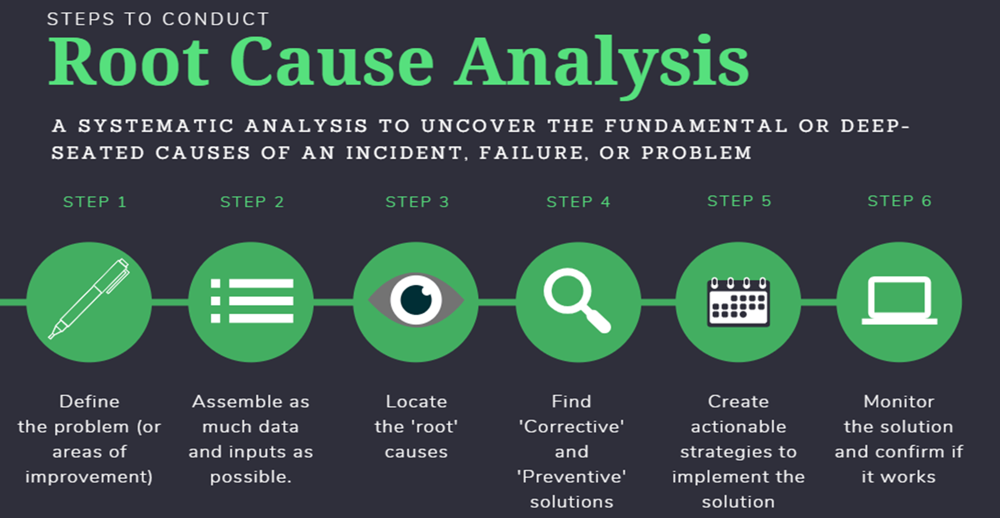 STEPS TO CONDUCT
Root Cause Analysis
A SYSTEMATIC ANALYSIS TO UNCOVER THE FUNDAMENTAL OR DEEP-
SEATED CAUSES OF AN INCIDENT, FAILURE, OR PROBLEM
STEP 1
Define
the problem (or
areas of
improvement)
STEP 2
Assemble as
much data
and inputs as
possible.
STEP 3
Locate
the 'root'
causes
STEP 4
Find
'Corrective'
and
'Preventive'
solutions
STEP 5
Create
actionable
strategies to
implement the
solution
STEP 6
Monitor
the solution
and confirm if
it works